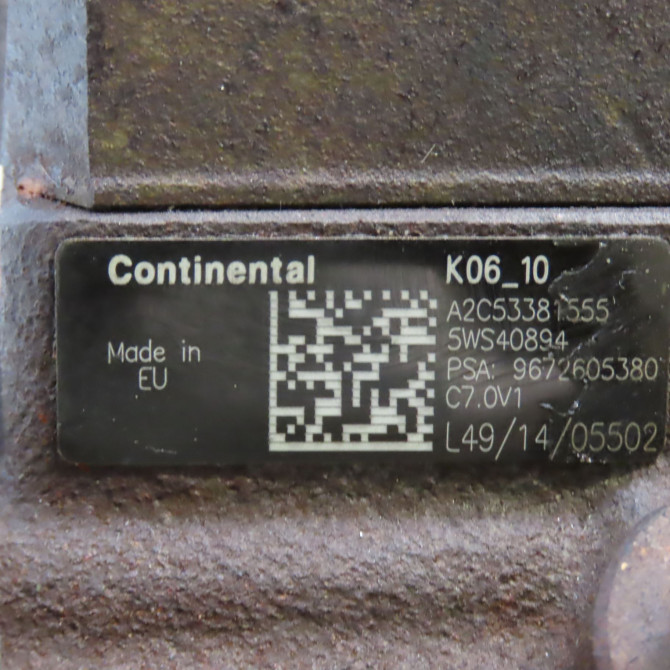 Continental
Made in
EU
K06_10
A2C53381555
5WS40894
PSA: 9672605380
C7.0V1
L49/14/05502